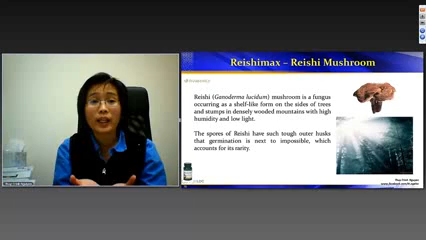 Reishimax – Reishi Mushroom
Reishi (Ganoderma lucidum) mushroom is a fungus
occurring as a shelf-like form on the sides of trees
and stumps in densely wooded mountains with high
humidity and low light.
The spores of Reishi have such tough outer husks
that germination is next to impossible, which
accounts for its rarity.